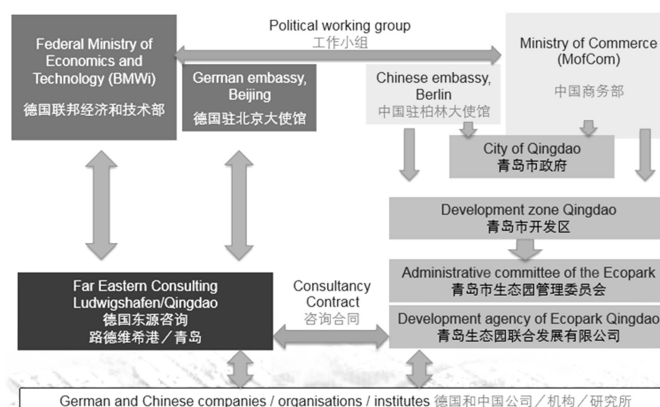 Political working group
工作小组
Federal Ministry of
Economics and
Technology (BMWi)
德国联邦经济和技术部
German embassy,
Beijing
德国驻北京大使馆
Chinese embassy,
Berlin
中国驻柏林大使馆
Ministry of Commerce
(MofCom)
中国商务部
City of Qingdao
青岛市政府
Development zone Qingdao
青岛市开发区
Administrative committee of the Ecopark
青岛市生态园管理委员会
Far Eastern Consulting
Ludwigshafen/Qingdao
德国东源咨询
路德维希港／青岛
Consultancy
Contract
咨询合同
Development agency of Ecopark Qingdao
青岛生态园联合发展有限公司
German and Chinese companies / organisations / institutes 德国和中国公司／机构／研究所